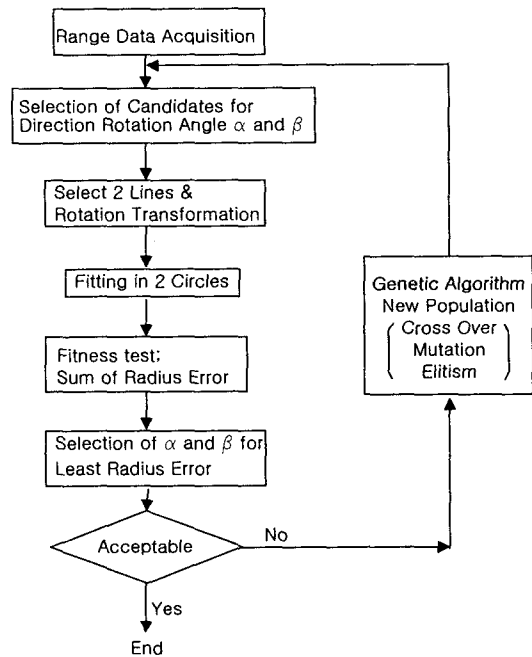 Range Data Acquisition
Selection of Candidates for
Direction Rotation Angle α and β
Select 2 Lines &
Rotation Transformation
Fitting in 2 Circles
Fitness test;
Sum of Radius Error
Selection of α and β for
Least Radius Error
Acceptable
No
Yes
End
Genetic Algorithm
New Population
Cross Over
Mutation
Elitism